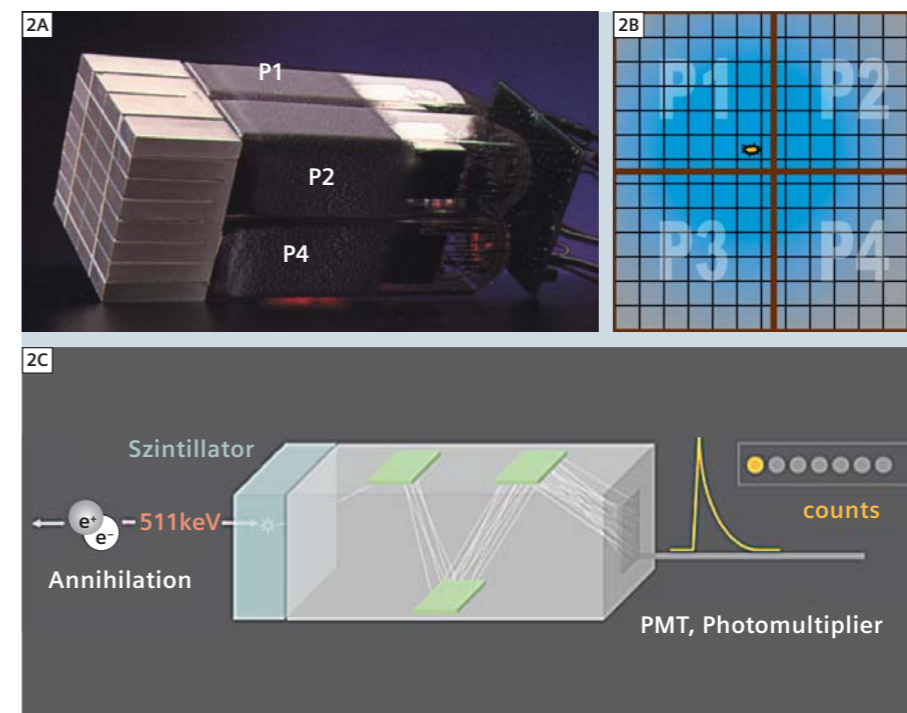 2A
P1
P2
P4
2B
P1 P2
P3 P4
2C
Szintillator
e+
e−
511keV
Annihilation
counts
PMT, Photomultiplier